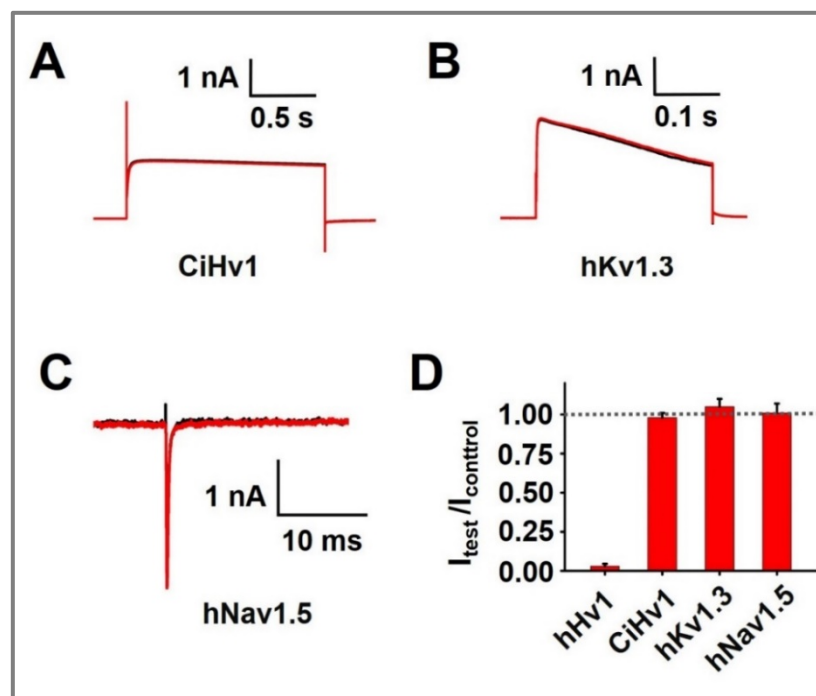 A
1 nA
0.5 s
CiHv1
B
1 nA
0.1 s
hKv1.3
C
1 nA
10 ms
hNav1.5
D
Itest /Iconttrol
1.00
0.75
0.50
0.25
0.00
hHv1
CiHv1
hKv1.3
hNav1.5